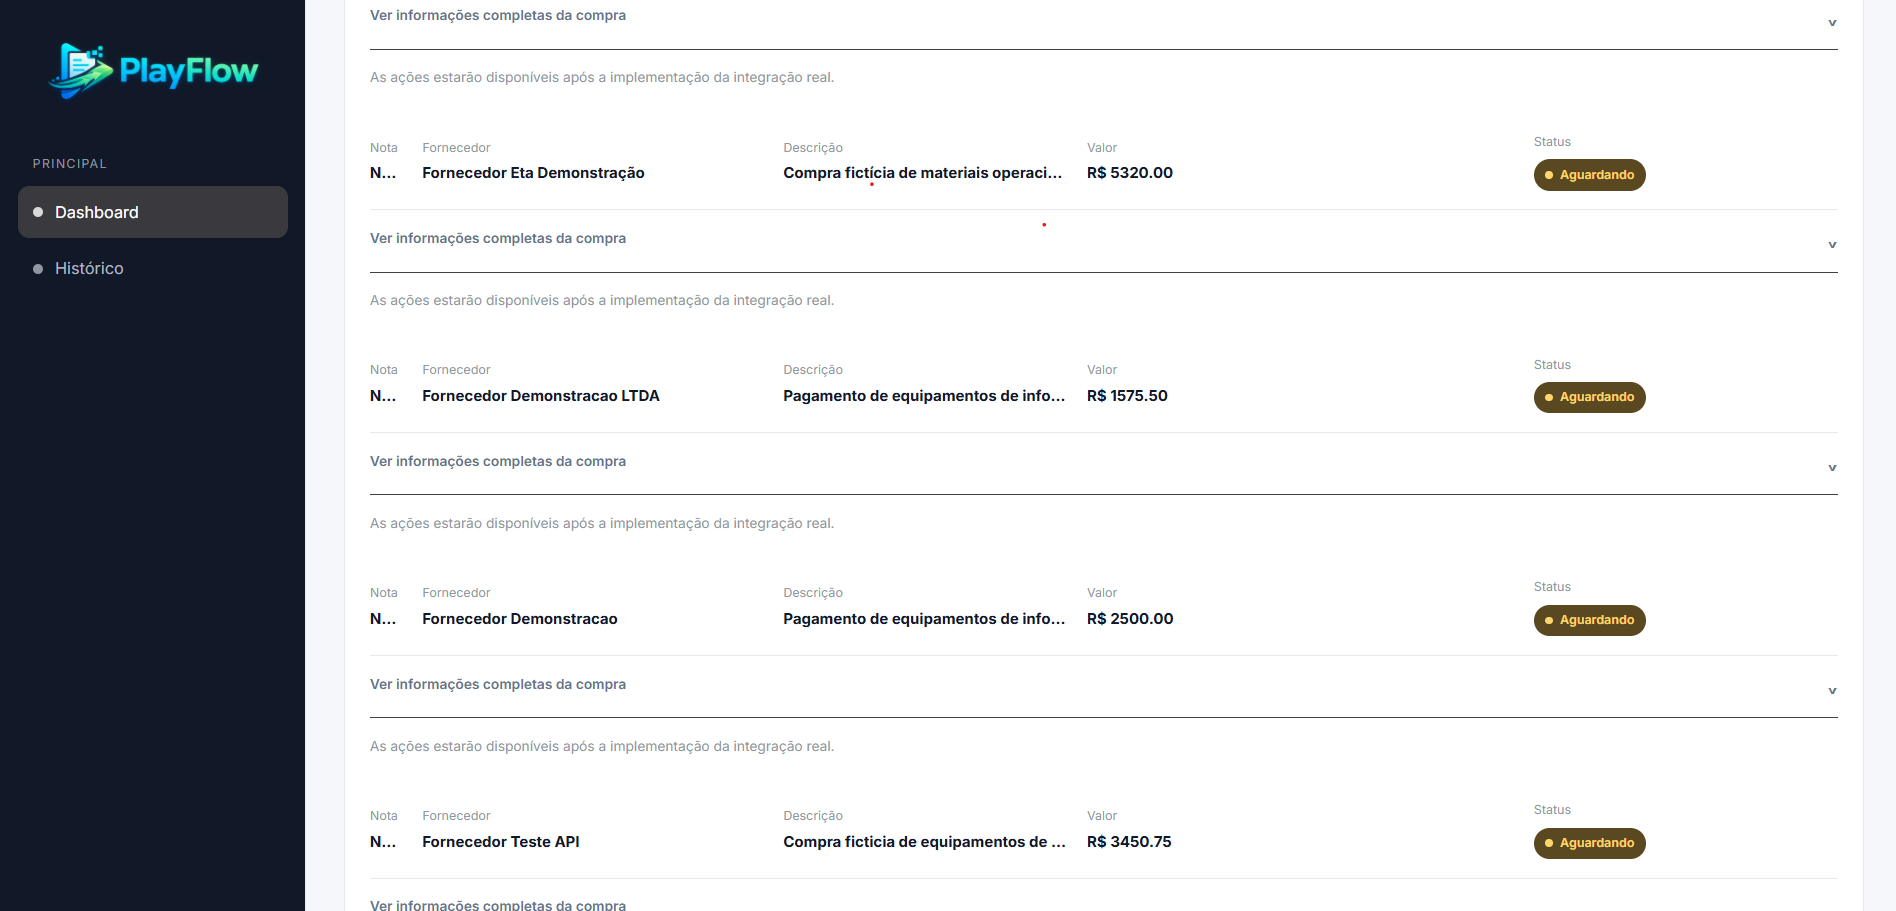 PlayFlow
PRINCIPAL
Dashboard
Histórico
Ver informações completas da compra
v
As ações estarão disponíveis após a implementação da integração real.
Nota Fornecedor Descrição Valor Status
N... Fornecedor Eta Demonstração Compra fictícia de materiais operaci... R$ 5320.00 Aguardando
Ver informações completas da compra
v
As ações estarão disponíveis após a implementação da integração real.
Nota Fornecedor Descrição Valor Status
N... Fornecedor Demonstracao LTDA Pagamento de equipamentos de info... R$ 1575.50 Aguardando
Ver informações completas da compra
v
As ações estarão disponíveis após a implementação da integração real.
Nota Fornecedor Descrição Valor Status
N... Fornecedor Demonstracao Pagamento de equipamentos de info... R$ 2500.00 Aguardando
Ver informações completas da compra
v
As ações estarão disponíveis após a implementação da integração real.
Nota Fornecedor Descrição Valor Status
N... Fornecedor Teste API Compra ficticia de equipamentos de ... R$ 3450.75 Aguardando
Ver informações completas da compra